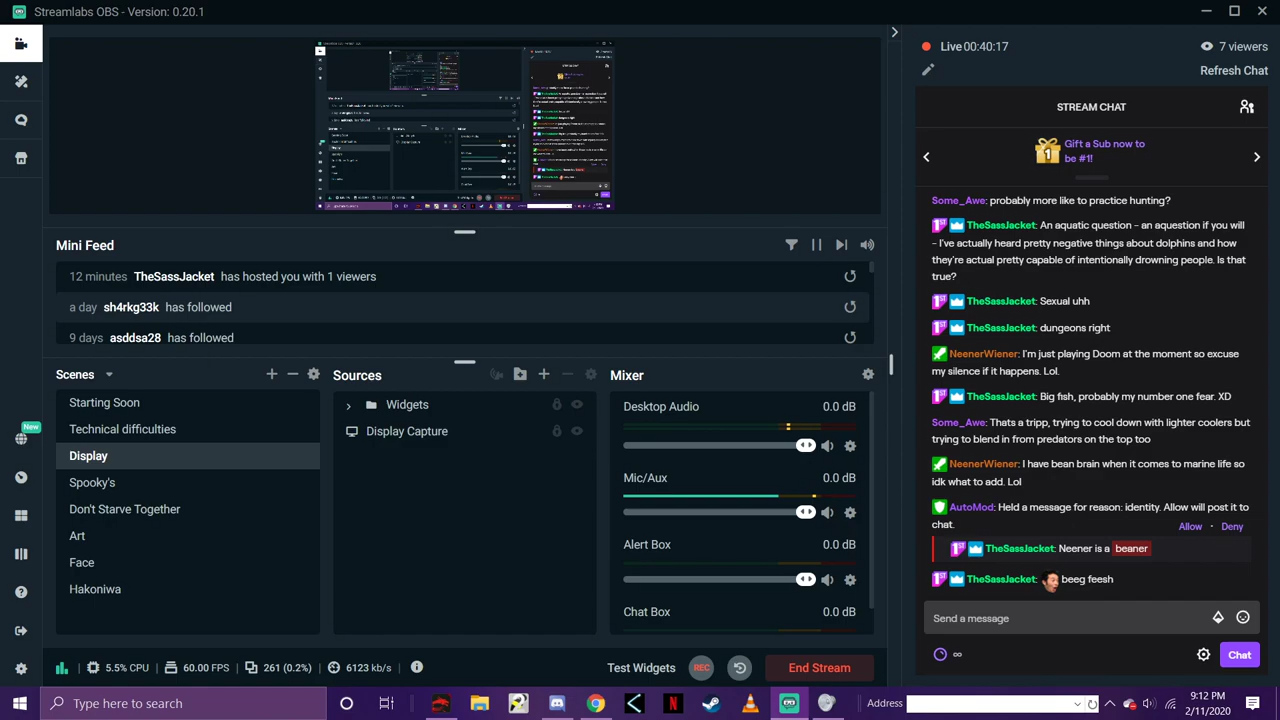 Streamlabs OBS - Version: 0.20.1
Live 00:40:17
7 viewers
Refresh Chat
STREAM CHAT
Gift a Sub now to
be #1!
Some_Awe: probably more like to practice hunting?
TheSassJacket: An aquatic question - an aquestion if you will
- I've actually heard pretty negative things about dolphins and how
they're actual pretty capable of intentionally drowning people. Is that
true?
TheSassJacket: Sexual uhh
TheSassJacket: dungeons right
NeenerWiener: I'm just playing Doom at the moment so excuse
my silence if it happens. Lol.
TheSassJacket: Big fish, probably my number one fear. XD
Some_Awe: Thats a tripp, trying to cool down with lighter colors but
trying to blend in from predators on the top too
NeenerWiener: I have bean brain when it comes to marine life so
idk what to add. Lol
AutoMod: Held a message for reason: identity. Allow will post it to
chat.
Allow · Deny
TheSassJacket: Neener is a beaner
TheSassJacket: beeg feesh
Send a message
Chat
Mini Feed
12 minutes TheSassJacket has hosted you with 1 viewers
a day sh4rkg33k has followed
9 days asddsa28 has followed
Scenes
Starting Soon
Technical difficulties
Display
Spooky's
Don't Starve Together
Art
Face
Hakoniwa
Sources
Widgets
Display Capture
Mixer
Desktop Audio 0.0 dB
Mic/Aux 0.0 dB
Alert Box 0.0 dB
Chat Box 0.0 dB
New
5.5% CPU
60.00 FPS
261 (0.2%)
6123 kb/s
Test Widgets
REC
End Stream
Type here to search
Address
9:12 PM
2/11/2020